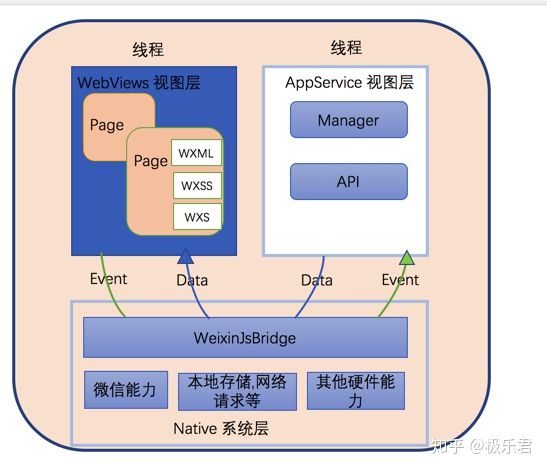 线程
线程
WebViews 视图层
AppService 视图层
Page
Page
WXML
WXSS
WXS
Manager
API
Event
Data
Data
Event
WeixinJsBridge
微信能力
本地存储,网络
请求等
其他硬件能
力
Native 系统层
知乎 @极乐君